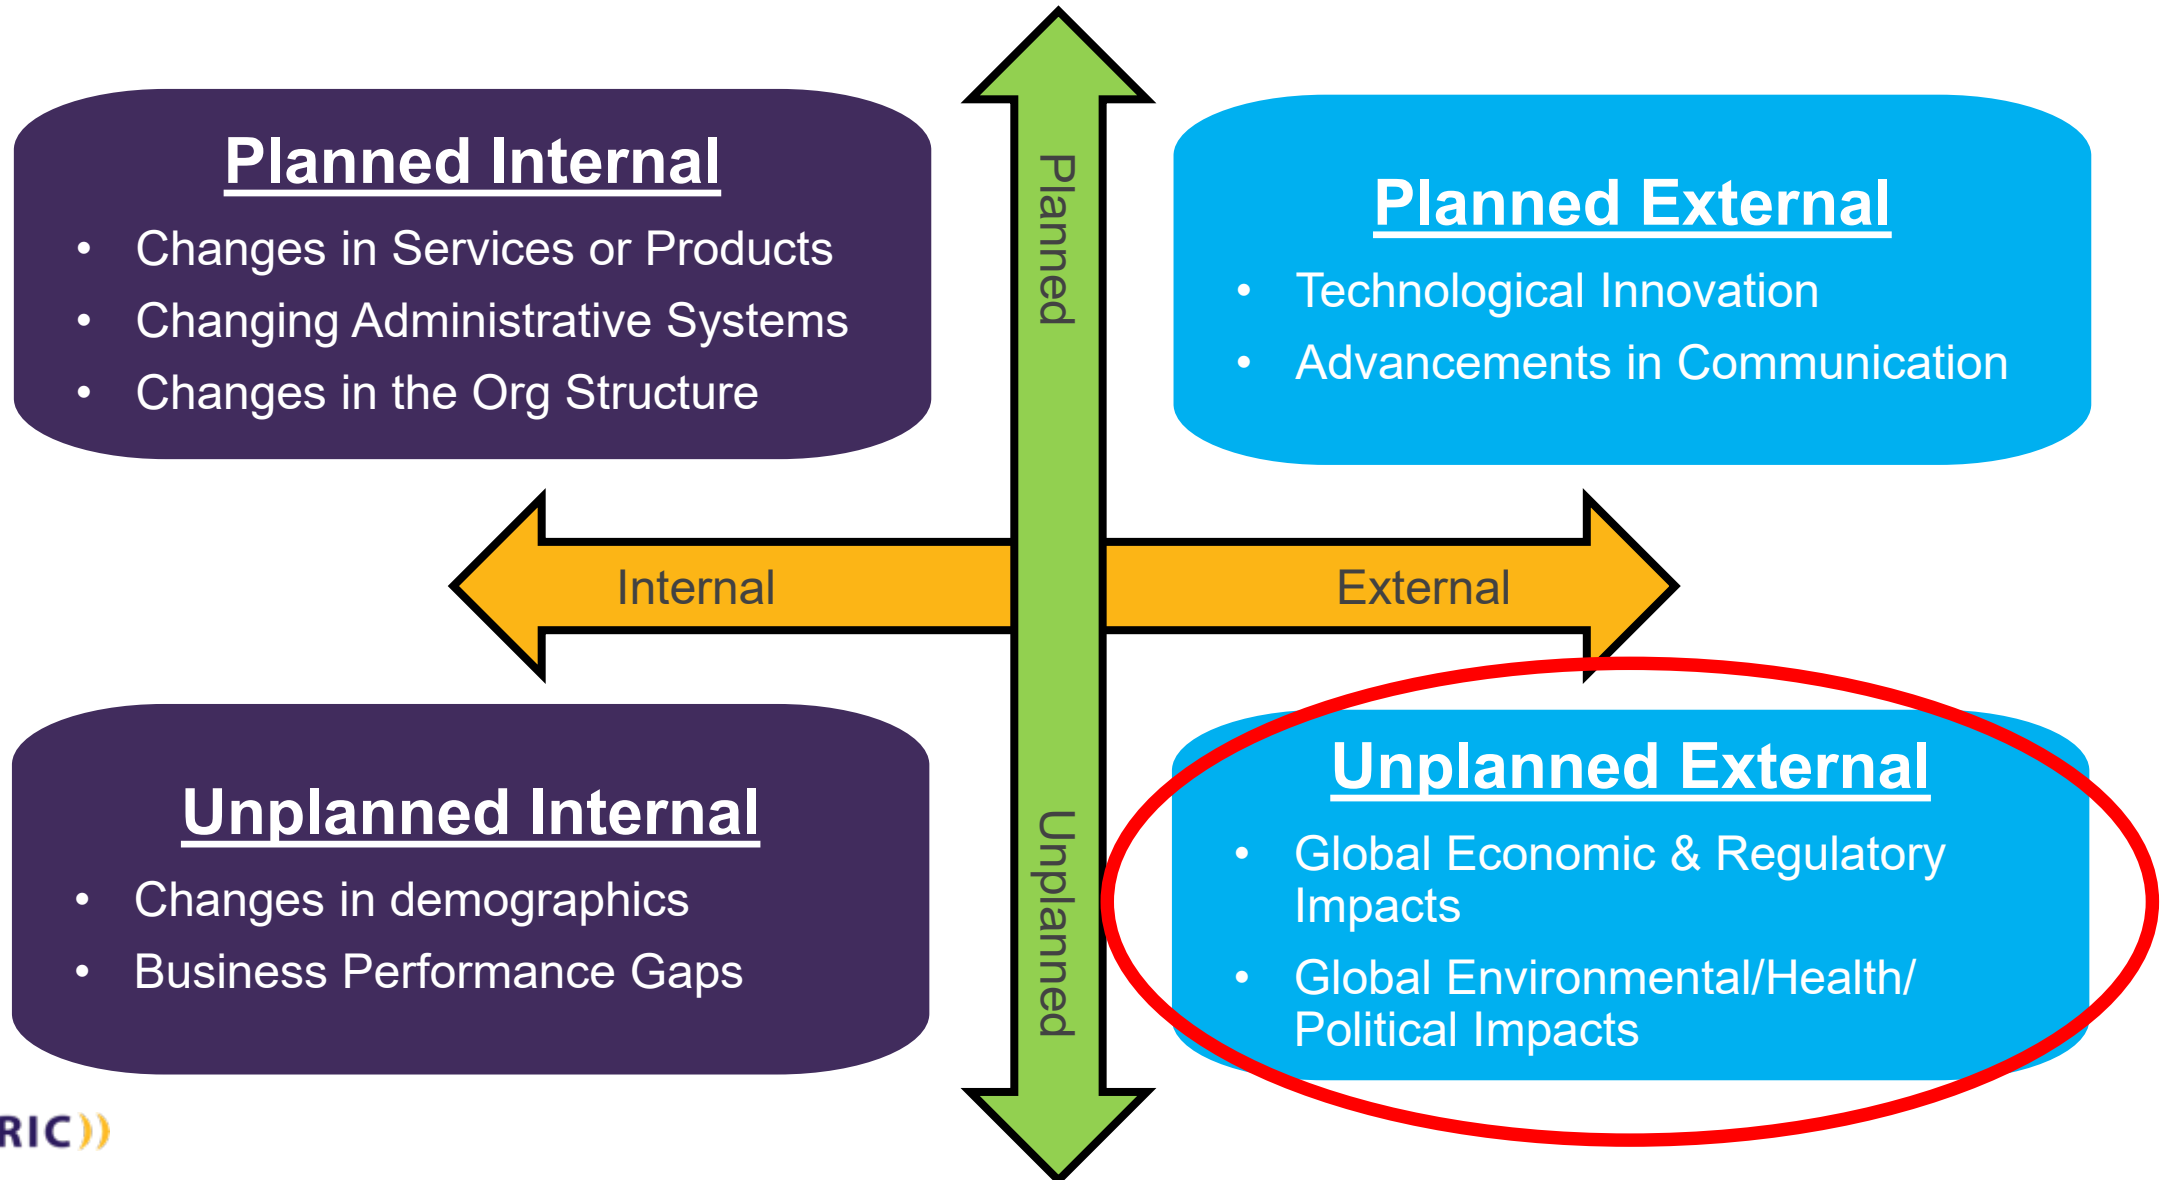 Planned Internal
• Changes in Services or Products
• Changing Administrative Systems
• Changes in the Org Structure
Planned
Planned External
• Technological Innovation
• Advancements in Communication
Internal
External
Unplanned Internal
• Changes in demographics
• Business Performance Gaps
Unplanned
Unplanned External
• Global Economic & Regulatory
Impacts
• Global Environmental/Health/
Political Impacts
RIC))